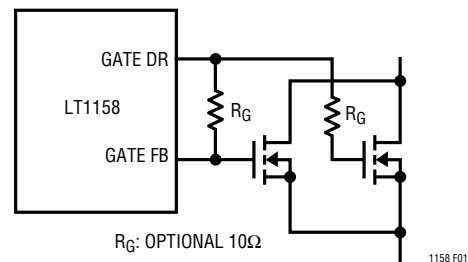 GATE DR
LT1158
R_G
R_G
GATE FB
R_G: OPTIONAL 10Ω
1158 F01